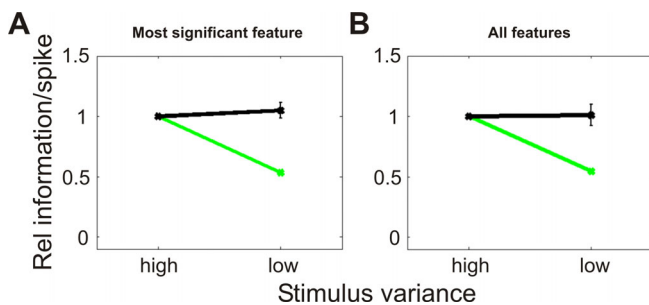 A
Most significant feature
B
All features
Rel information/spike
1.5
1
0.5
0
high
low
1.5
1
0.5
0
high
low
Stimulus variance